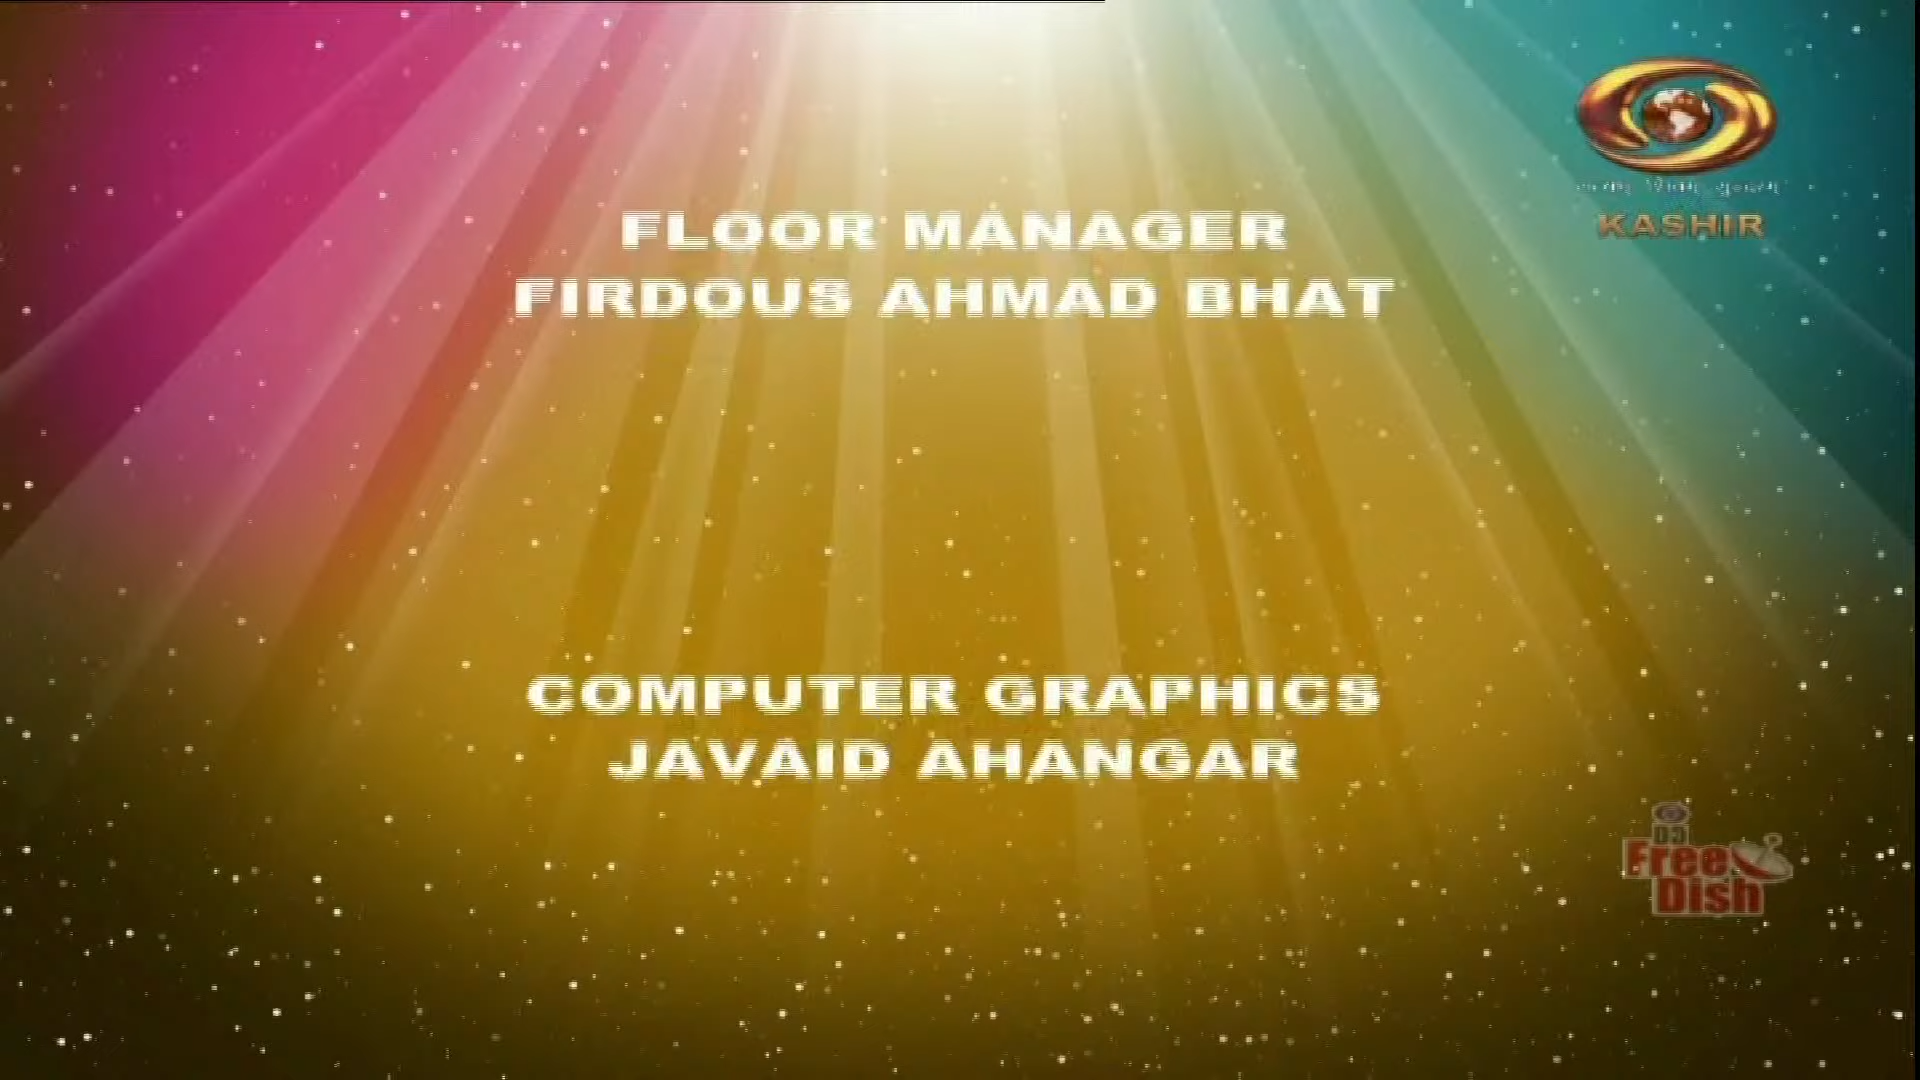 FLOOR MANAGER
FIRDOUS AHMAD BHAT
COMPUTER GRAPHICS
JAVAID AHANGAR
KASHIR
DD
Free
Dish